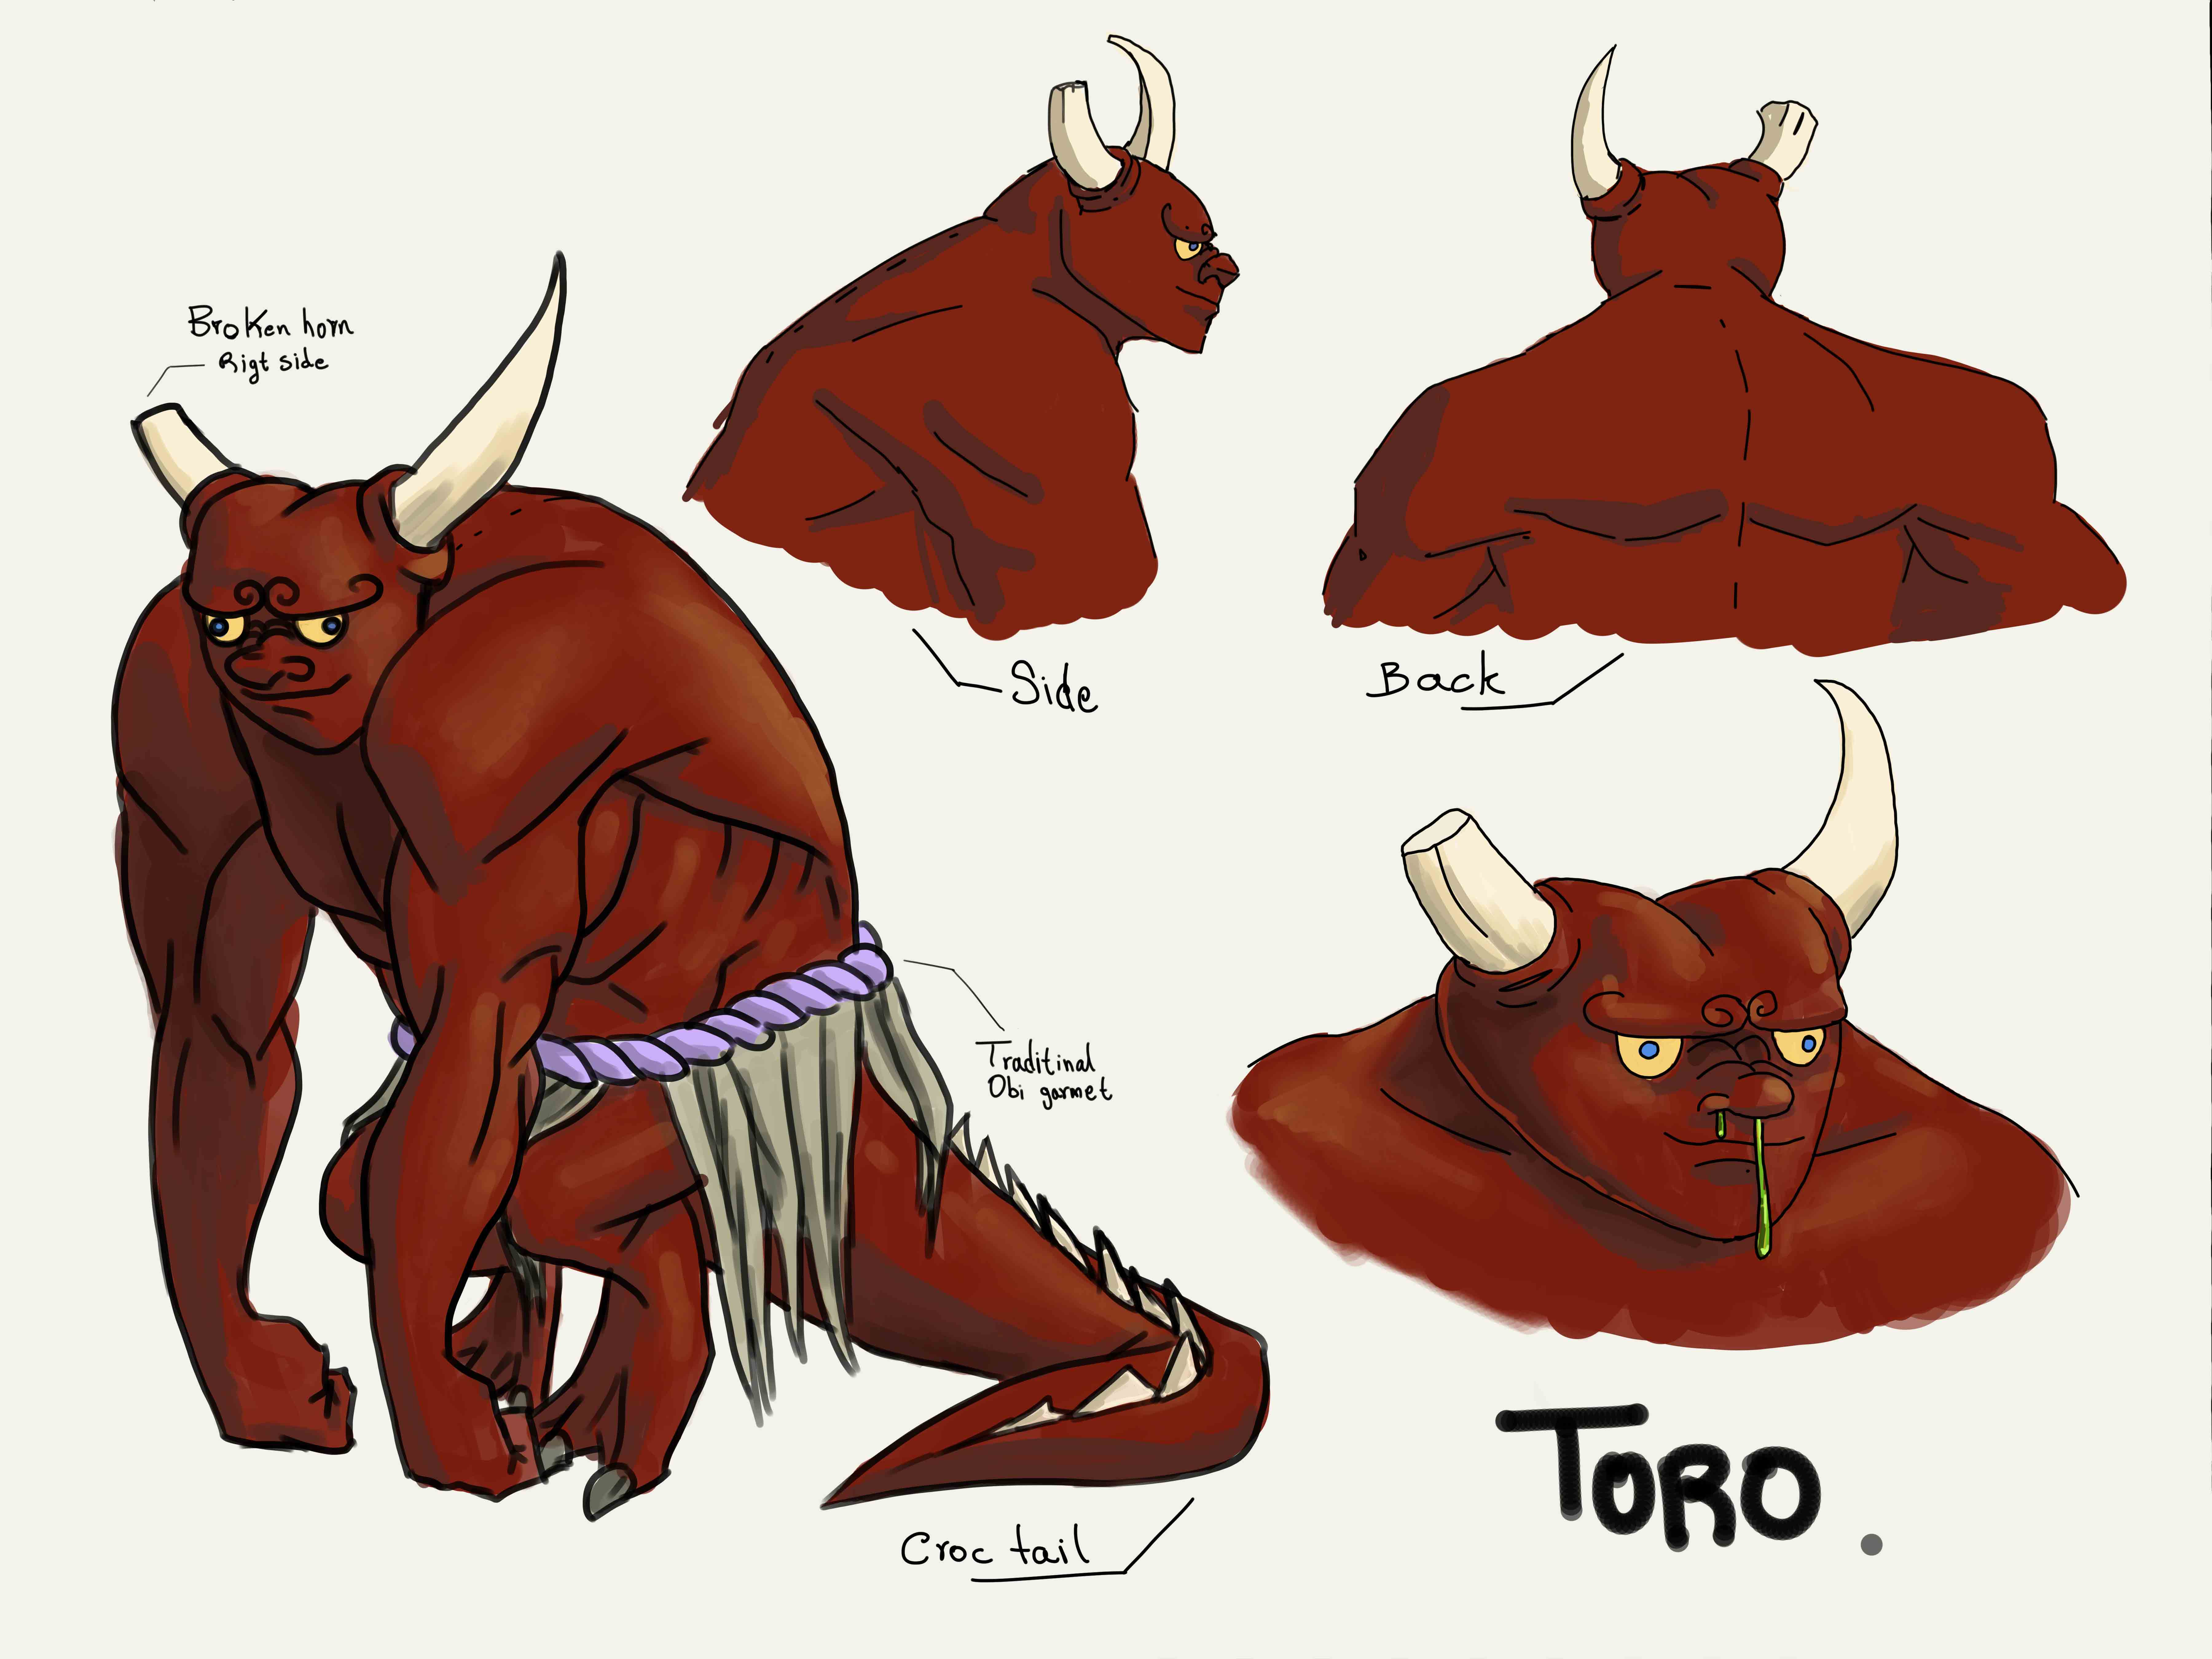 Broken horn
Rigt side
Side
Back
Traditinal
Obi garmet
Croc tail
TORO.